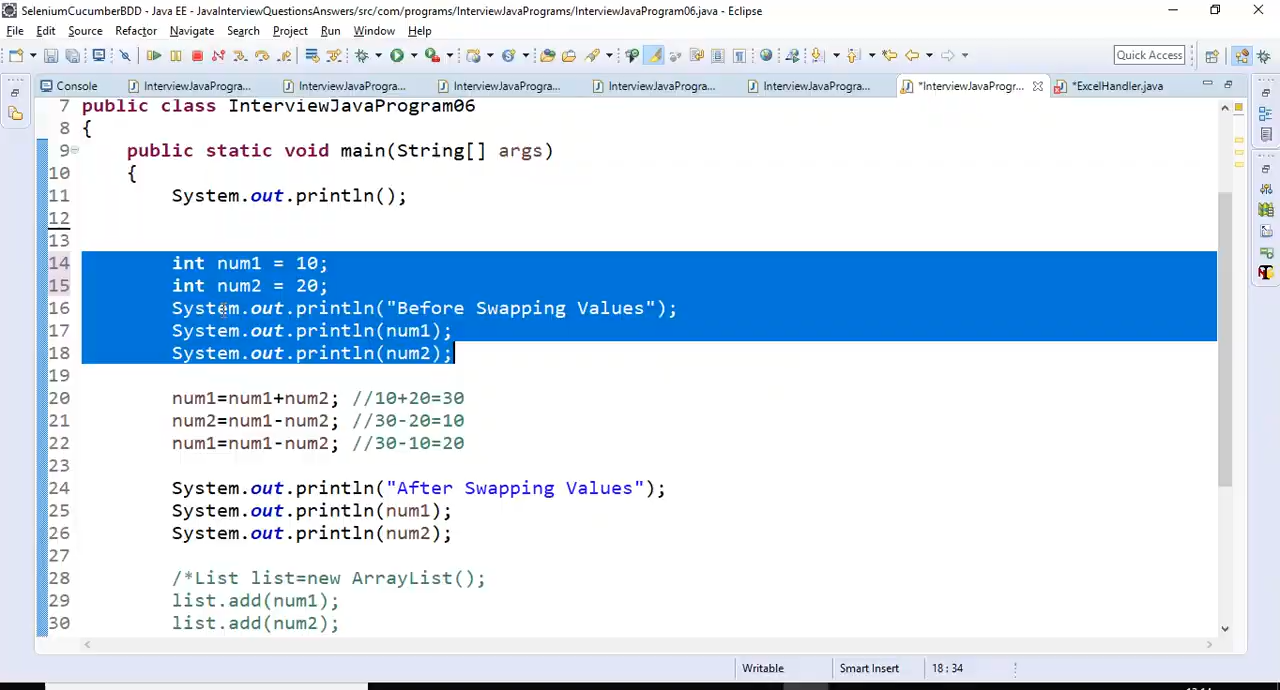 SeleniumCucumberBDD - Java EE - JavaInterviewQuestionsAnswers/src/com/programs/InterviewJavaPrograms/InterviewJavaProgram06.java - Eclipse
File Edit Source Refactor Navigate Search Project Run Window Help
Quick Access
Console InterviewJavaProgra... InterviewJavaProgra... InterviewJavaProgra... InterviewJavaProgra... InterviewJavaProgra... *InterviewJavaProgr... *ExcelHandler.java
7 public class InterviewJavaProgram06
8 {
9 public static void main(String[] args)
10 {
11 System.out.println();
12
13
14 int num1 = 10;
15 int num2 = 20;
16 System.out.println("Before Swapping Values");
17 System.out.println(num1);
18 System.out.println(num2);
19
20 num1=num1+num2; //10+20=30
21 num2=num1-num2; //30-20=10
22 num1=num1-num2; //30-10=20
23
24 System.out.println("After Swapping Values");
25 System.out.println(num1);
26 System.out.println(num2);
27
28 /*List list=new ArrayList();
29 list.add(num1);
30 list.add(num2);
Writable Smart Insert 18 : 34